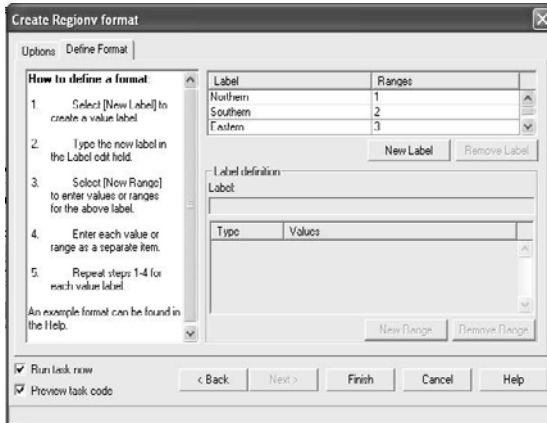 Create Regionv format
Options Define Format
How to define a format:
1. Select [New Label] to
create a value label.
2. Type the new label in
the Label edit field.
3. Select [New Range]
to enter values or ranges
for the above label.
4. Enter each value or
range as a separate item.
5. Repeat steps 1-4 for
each value label
An example format can be found in
the Help.
Label Ranges
Northern 1
Southern 2
Eastern 3
New Label Remove Label
Label definition
Label:
Type Values
New Range Remove Range
Run task now
Preview task code
< Back Next > Finish Cancel Help